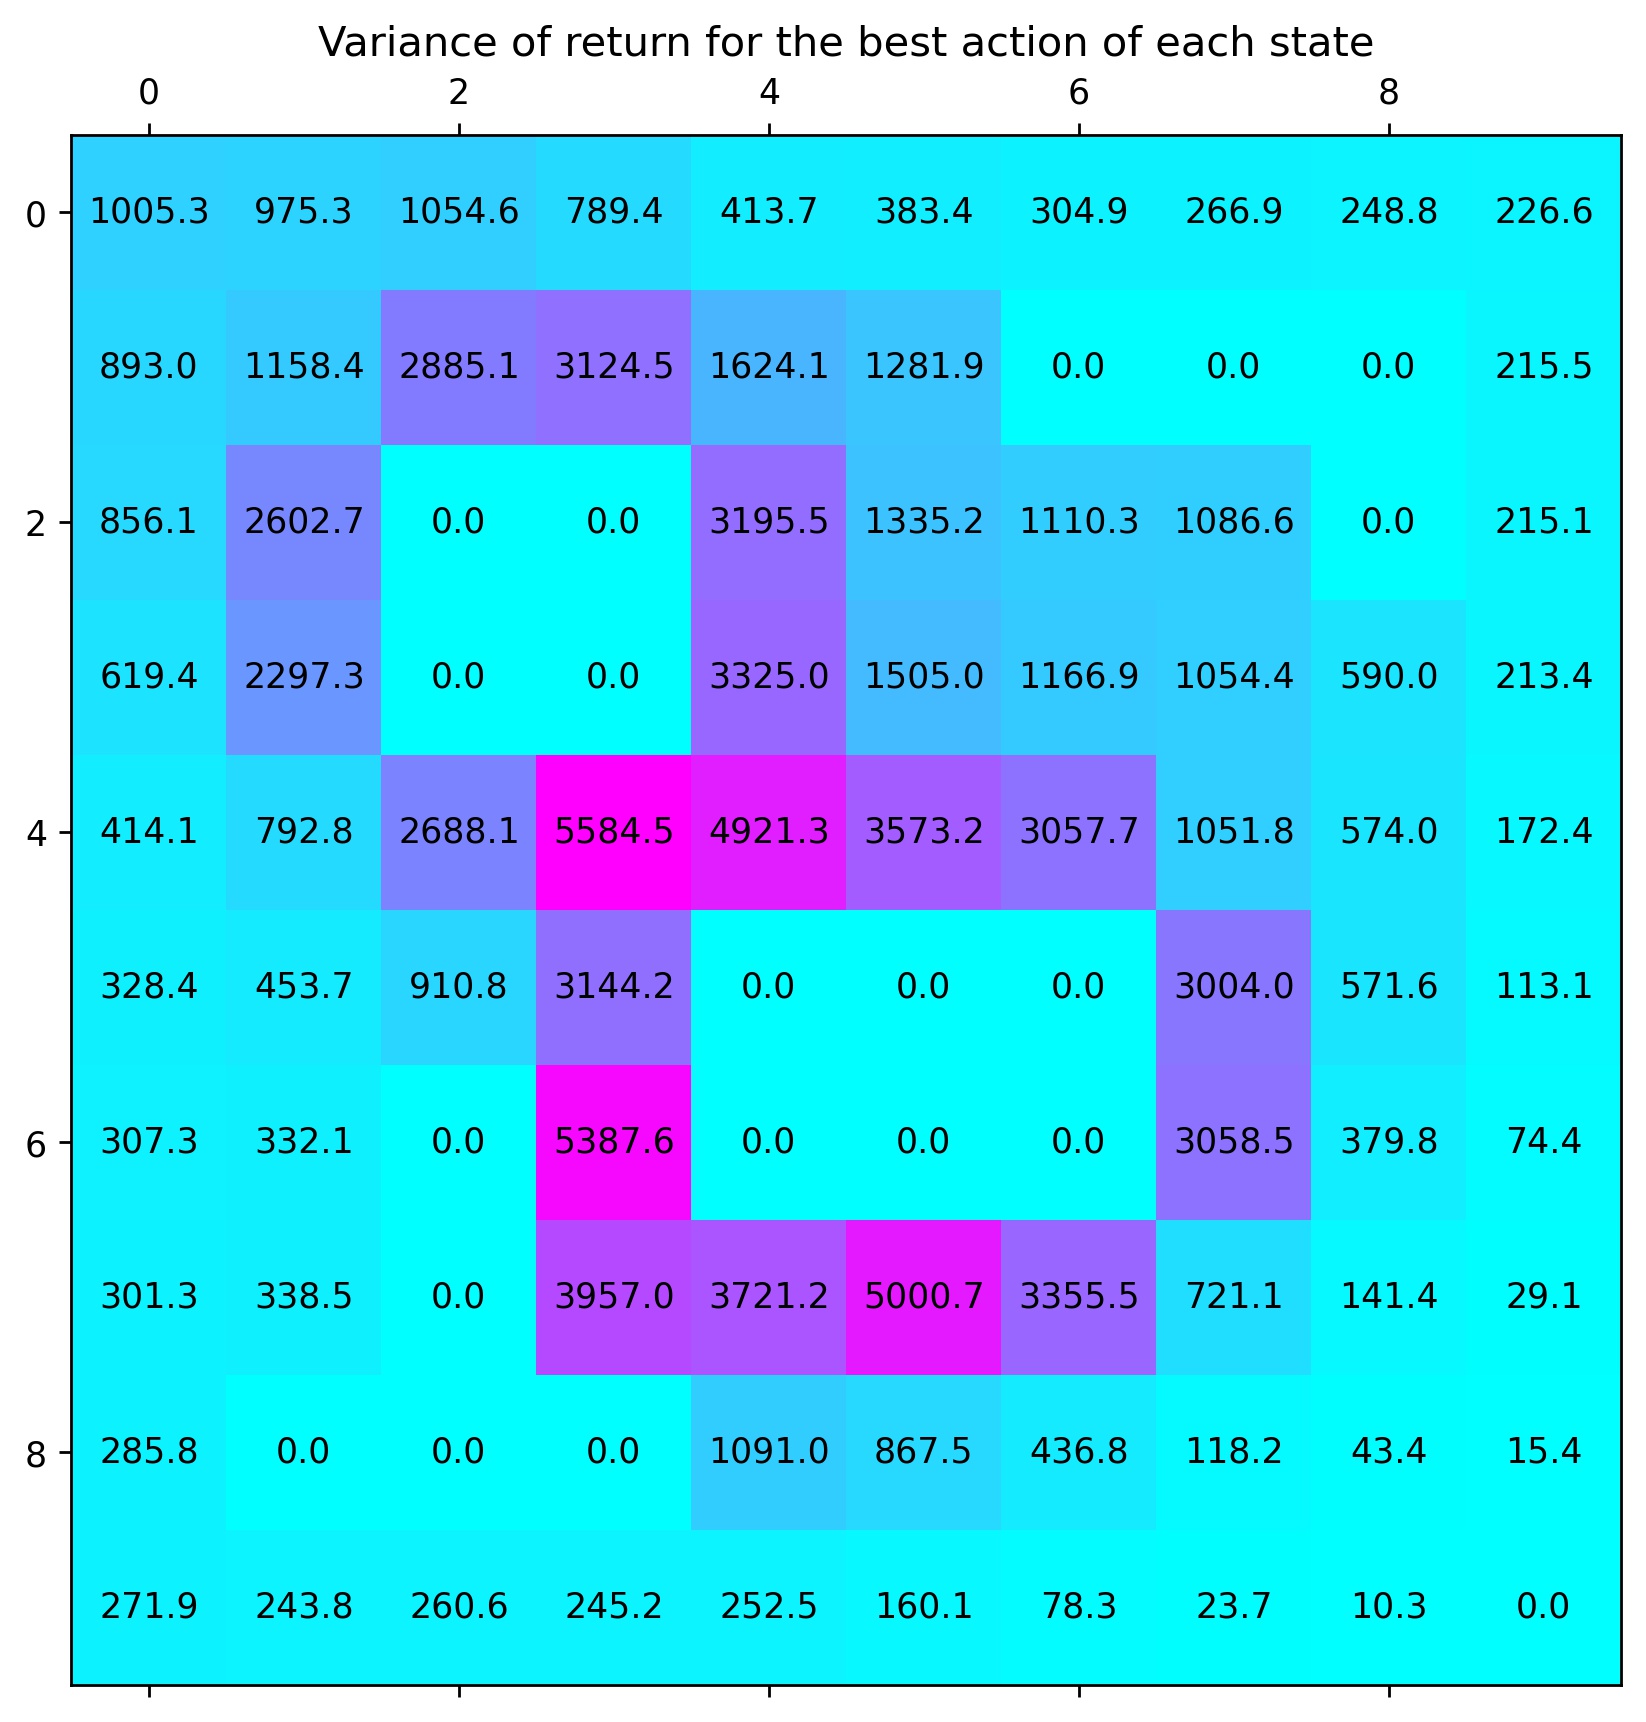 Variance of return for the best action of each state
0 2 4 6 8
0 1005.3 975.3 1054.6 789.4 413.7 383.4 304.9 266.9 248.8 226.6
893.0 1158.4 2885.1 3124.5 1624.1 1281.9 0.0 0.0 0.0 215.5
2 856.1 2602.7 0.0 0.0 3195.5 1335.2 1110.3 1086.6 0.0 215.1
619.4 2297.3 0.0 0.0 3325.0 1505.0 1166.9 1054.4 590.0 213.4
4 414.1 792.8 2688.1 5584.5 4921.3 3573.2 3057.7 1051.8 574.0 172.4
328.4 453.7 910.8 3144.2 0.0 0.0 0.0 3004.0 571.6 113.1
6 307.3 332.1 0.0 5387.6 0.0 0.0 0.0 3058.5 379.8 74.4
301.3 338.5 0.0 3957.0 3721.2 5000.7 3355.5 721.1 141.4 29.1
8 285.8 0.0 0.0 0.0 1091.0 867.5 436.8 118.2 43.4 15.4
271.9 243.8 260.6 245.2 252.5 160.1 78.3 23.7 10.3 0.0